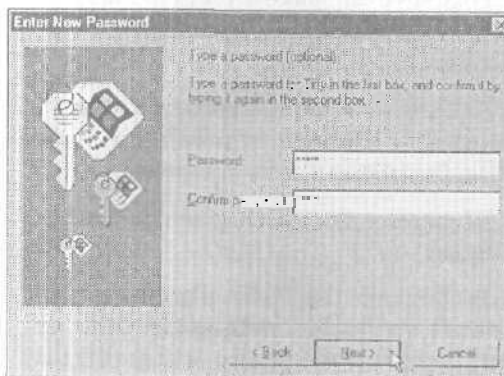 Enter New Password
Type a password (optional)
Type a password for Tiny in the first box, and confirm it by
typing it again in the second box.
Password
*****
Confirm
< Back
Next >
Cancel